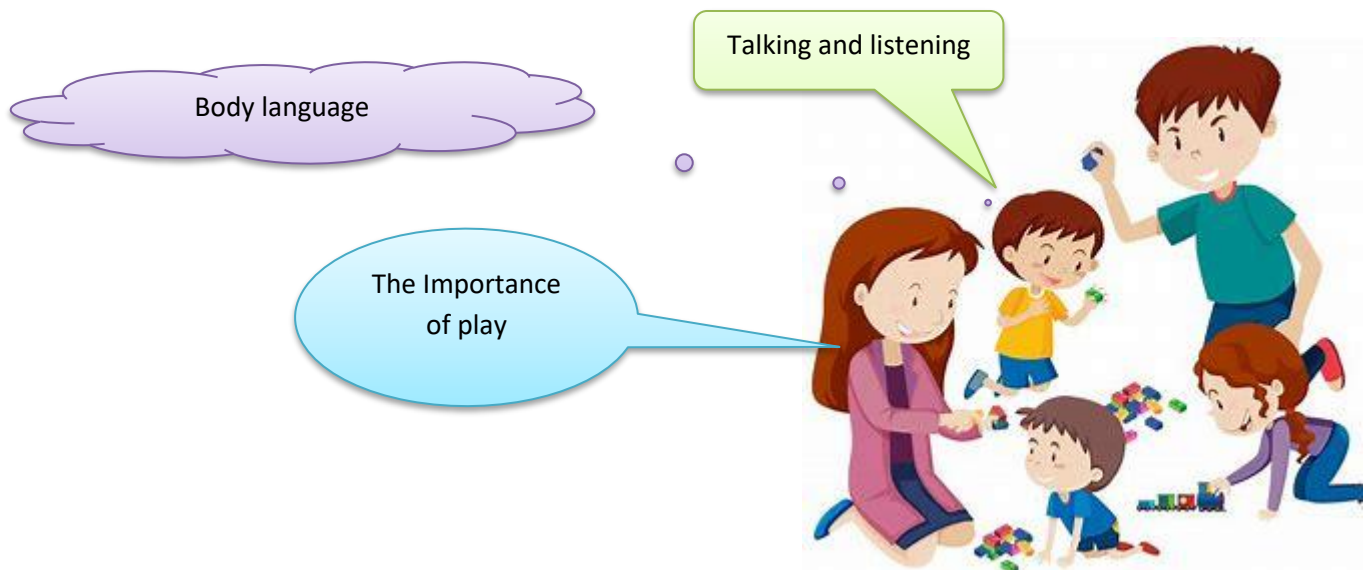 Talking and listening
Body language
The Importance
of play